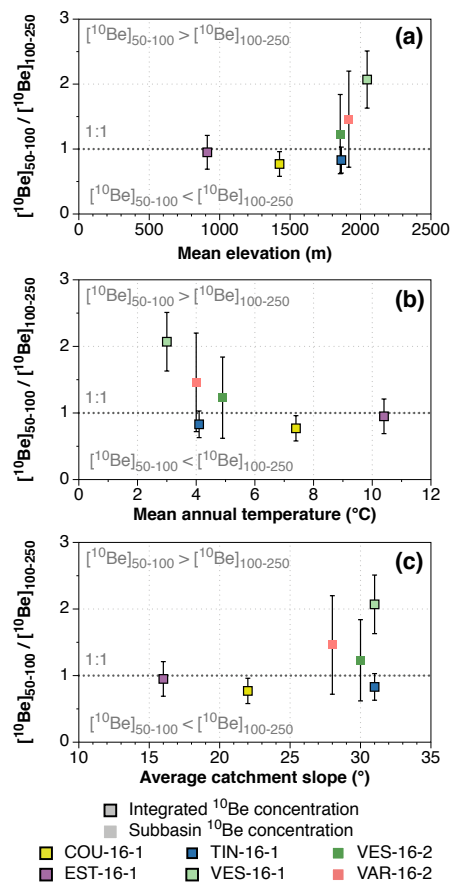 [¹⁰Be]₅₀₋₁₀₀ > [¹⁰Be]₁₀₀₋₂₅₀
(a)
3
2
1:1
1
[¹⁰Be]₅₀₋₁₀₀ < [¹⁰Be]₁₀₀₋₂₅₀
0
[¹⁰Be]₅₀₋₁₀₀ / [¹⁰Be]₁₀₀₋₂₅₀
0 500 1000 1500 2000 2500
Mean elevation (m)
3
[¹⁰Be]₅₀₋₁₀₀ > [¹⁰Be]₁₀₀₋₂₅₀
(b)
2
1:1
1
[¹⁰Be]₅₀₋₁₀₀ < [¹⁰Be]₁₀₀₋₂₅₀
0
[¹⁰Be]₅₀₋₁₀₀ / [¹⁰Be]₁₀₀₋₂₅₀
0 2 4 6 8 10 12
Mean annual temperature (°C)
3
[¹⁰Be]₅₀₋₁₀₀ > [¹⁰Be]₁₀₀₋₂₅₀
(c)
2
1:1
1
[¹⁰Be]₅₀₋₁₀₀ < [¹⁰Be]₁₀₀₋₂₅₀
0
[¹⁰Be]₅₀₋₁₀₀ / [¹⁰Be]₁₀₀₋₂₅₀
10 15 20 25 30 35
Average catchment slope (°)
Integrated ¹⁰Be concentration
Subbasin ¹⁰Be concentration
COU-16-1 TIN-16-1 VES-16-2
EST-16-1 VES-16-1 VAR-16-2